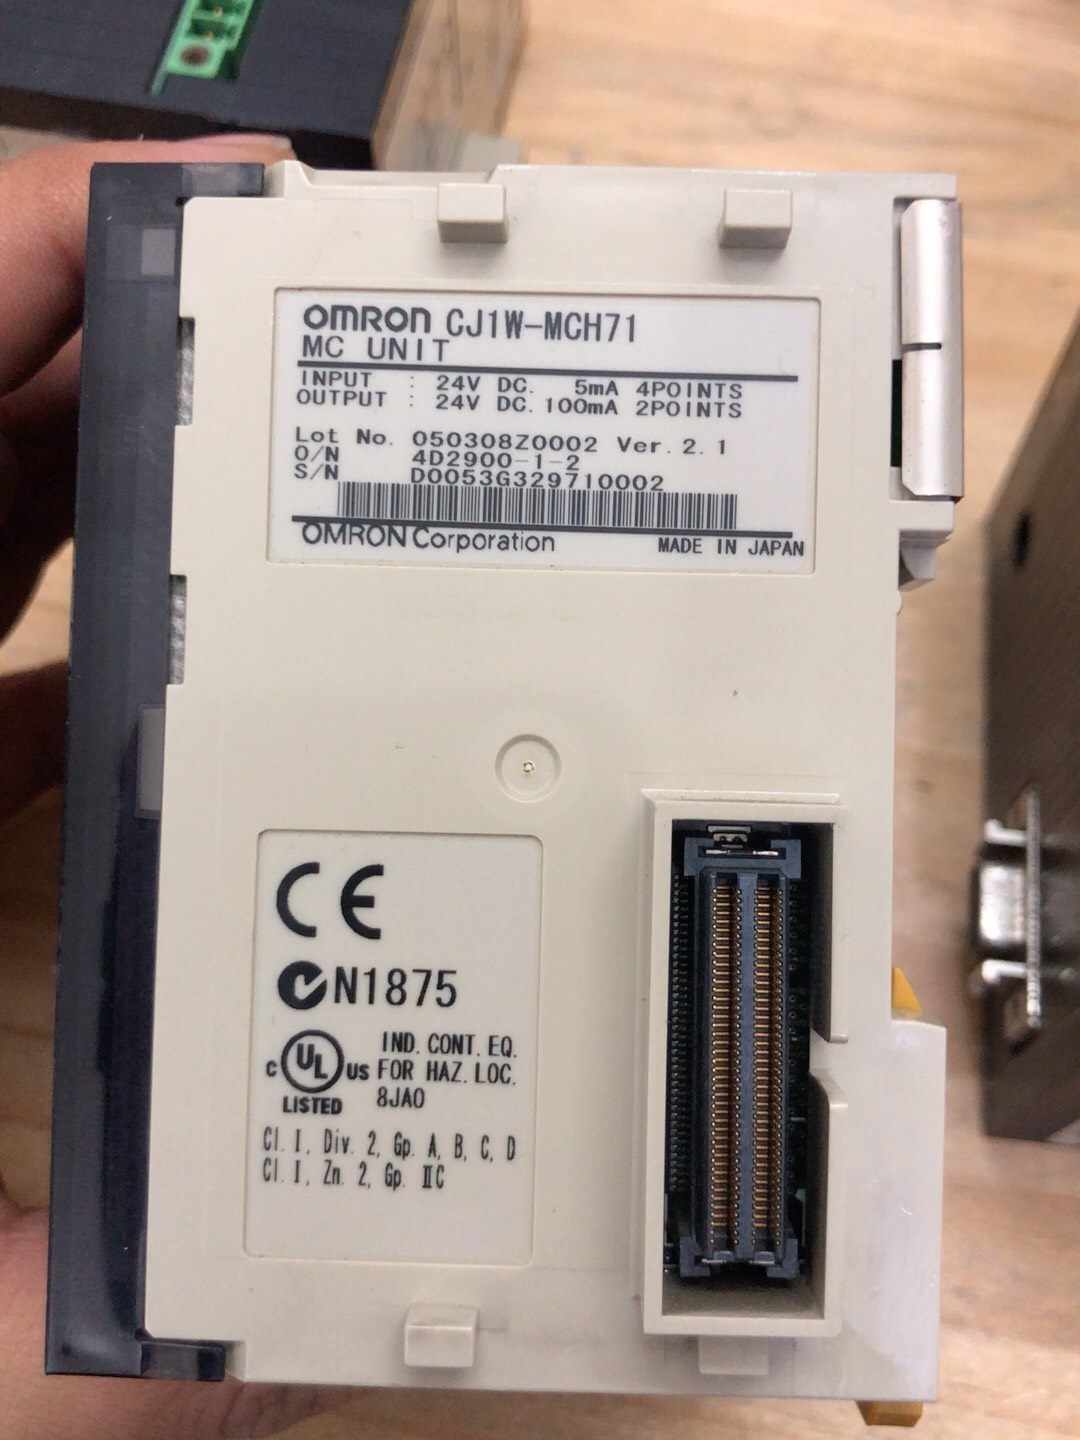 OMRON CJ1W-MCH71
MC UNIT
INPUT : 24V DC. 5mA 4POINTS
OUTPUT : 24V DC. 100mA 2POINTS
Lot No. 050308Z0002 Ver. 2.1
O/N 4D2900-1-2
S/N D0053G329710002
OMRON Corporation MADE IN JAPAN
CE
N1875
C UL US LISTED
IND. CONT. EQ.
FOR HAZ. LOC.
8JAO
Cl. I, Div. 2, Gp. A, B, C, D
Cl. I, Zn. 2, Gp. ⅡC